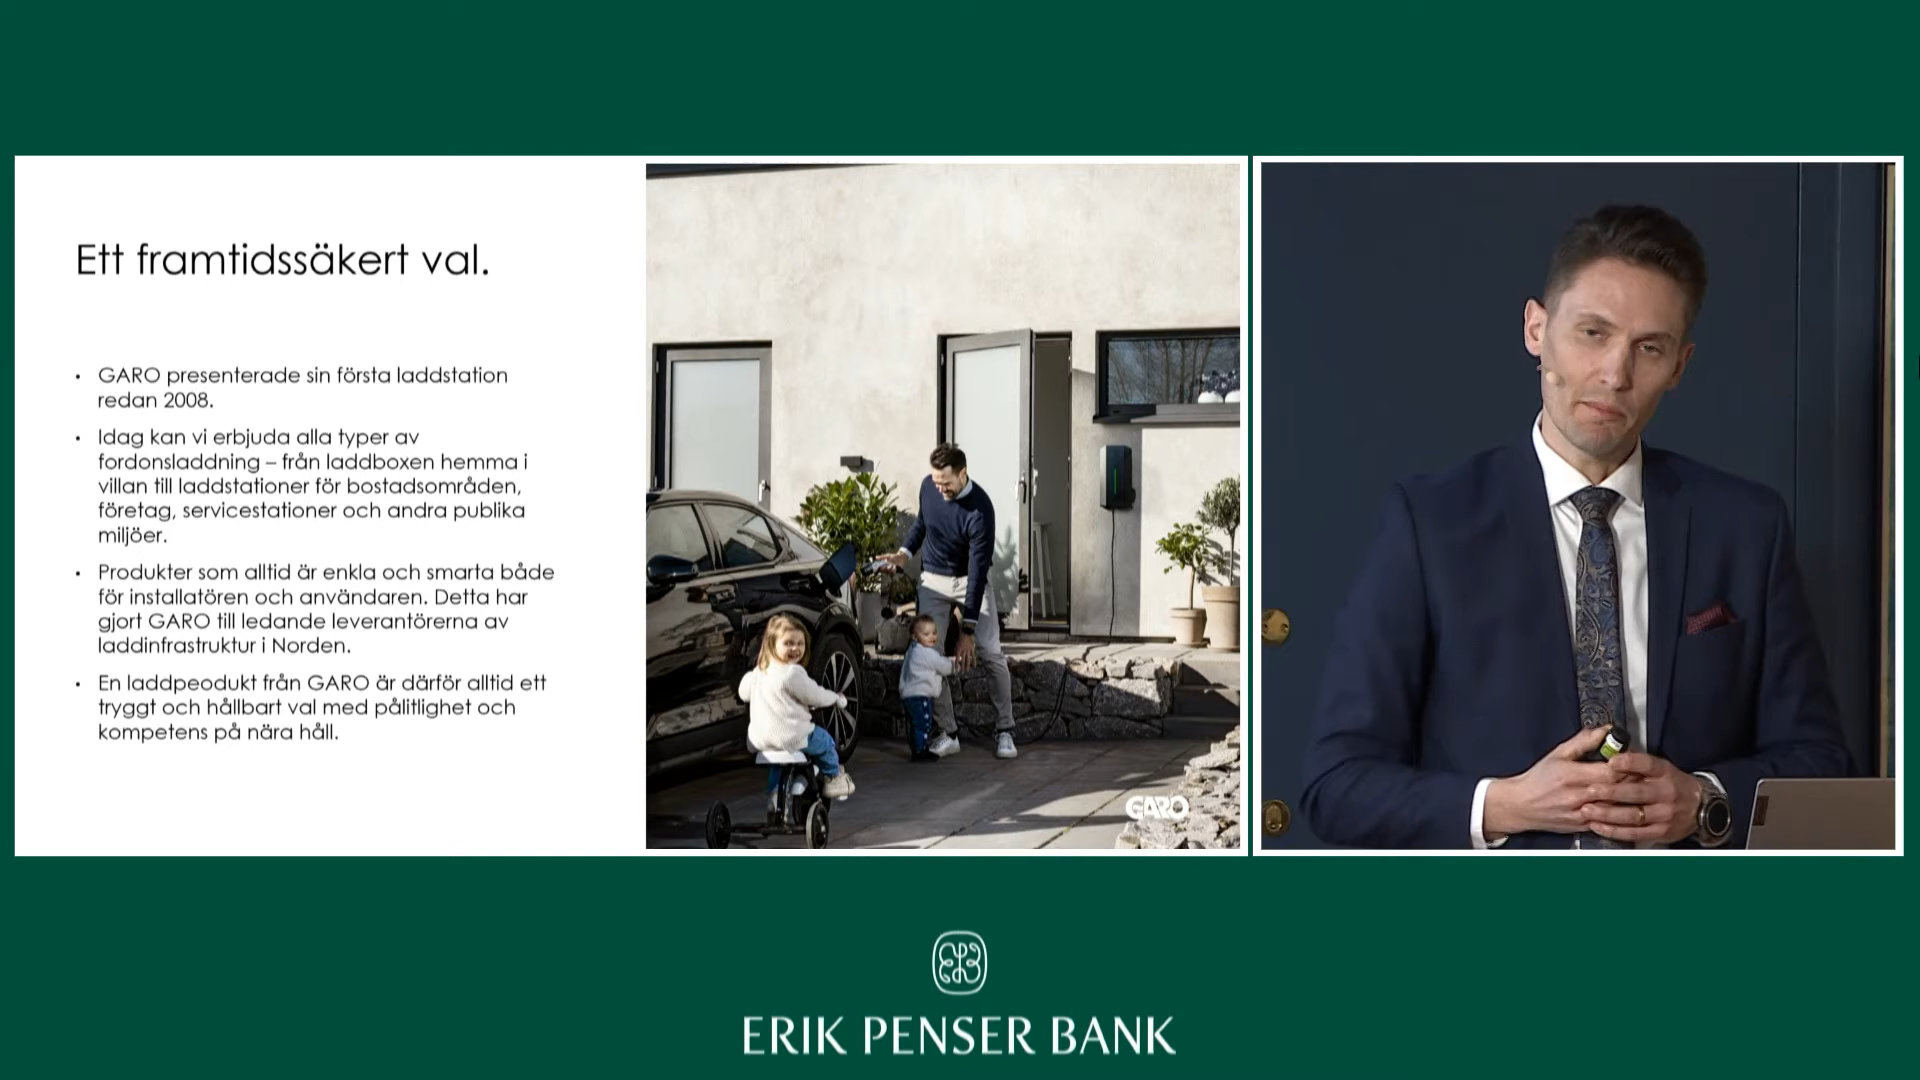 Ett framtidssäkert val.
• GARO presenterade sin första laddstation
redan 2008.
• Idag kan vi erbjuda alla typer av
fordonsladdning – från laddboxen hemma i
villan till laddstationer för bostadsområden,
företag, servicestationer och andra publika
miljöer.
• Produkter som alltid är enkla och smarta både
för installatören och användaren. Detta har
gjort GARO till ledande leverantörerna av
laddinfrastruktur i Norden.
• En laddpeodukt från GARO är därför alltid ett
tryggt och hållbart val med pålitlighet och
kompetens på nära håll.
GARO
ERIK PENSER BANK